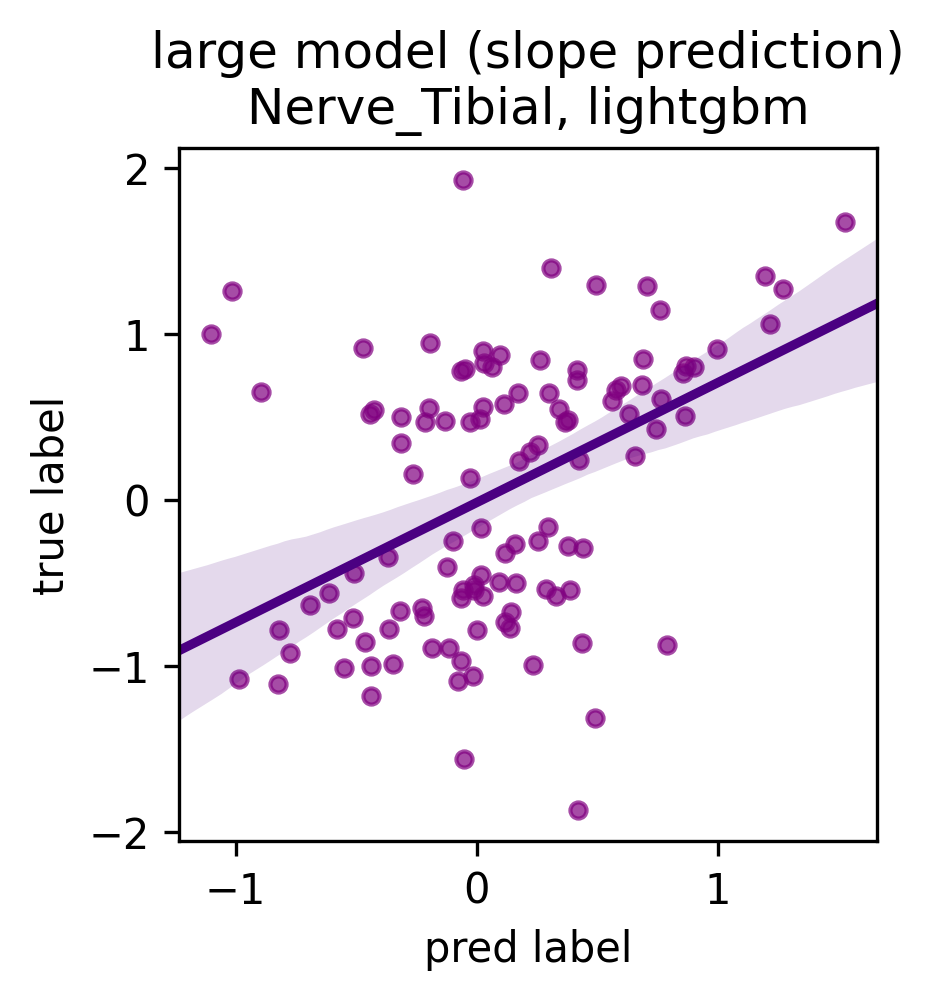 large model (slope prediction)
Nerve_Tibial, lightgbm
2
1
0
−1
−2
true label
−1
0
1
pred label